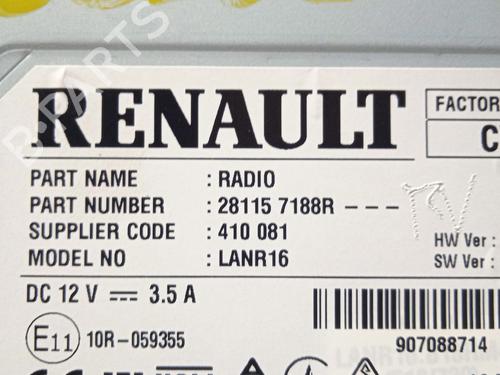 RENAULT
FACTOR
C
PART NAME : RADIO
PART NUMBER : 28115 7188R - - -
SUPPLIER CODE : 410 081
MODEL NO : LANR16
HW Ver :
SW Ver :
DC 12 V ⎓ 3.5 A
E11 10R-059355
907088714
B-PARTS